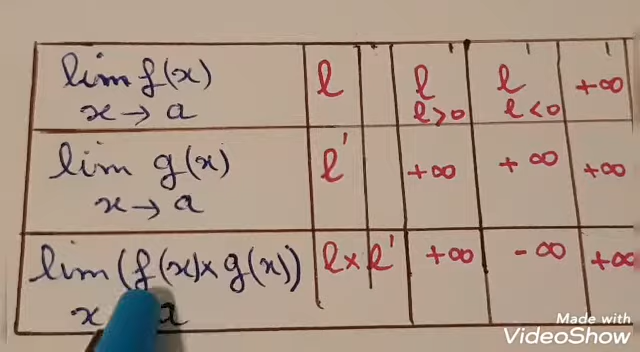 lim f(x) l l l +∞
x → a l > 0 l < 0
lim g(x) l' +∞ +∞ +∞
x → a
lim (f(x) × g(x)) l × l' +∞ -∞ +∞
x a
Made with
VideoShow